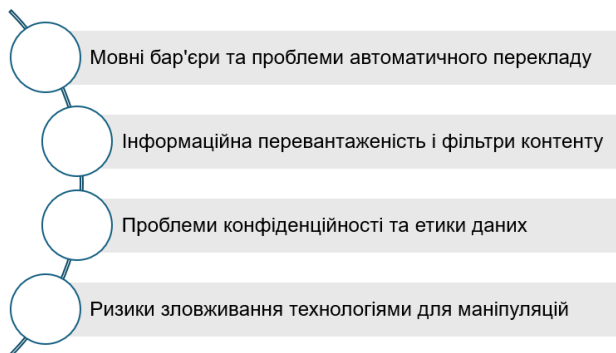 Мовні бар'єри та проблеми автоматичного перекладу
Інформаційна перевантаженість і фільтри контенту
Проблеми конфіденційності та етики даних
Ризики зловживання технологіями для маніпуляцій